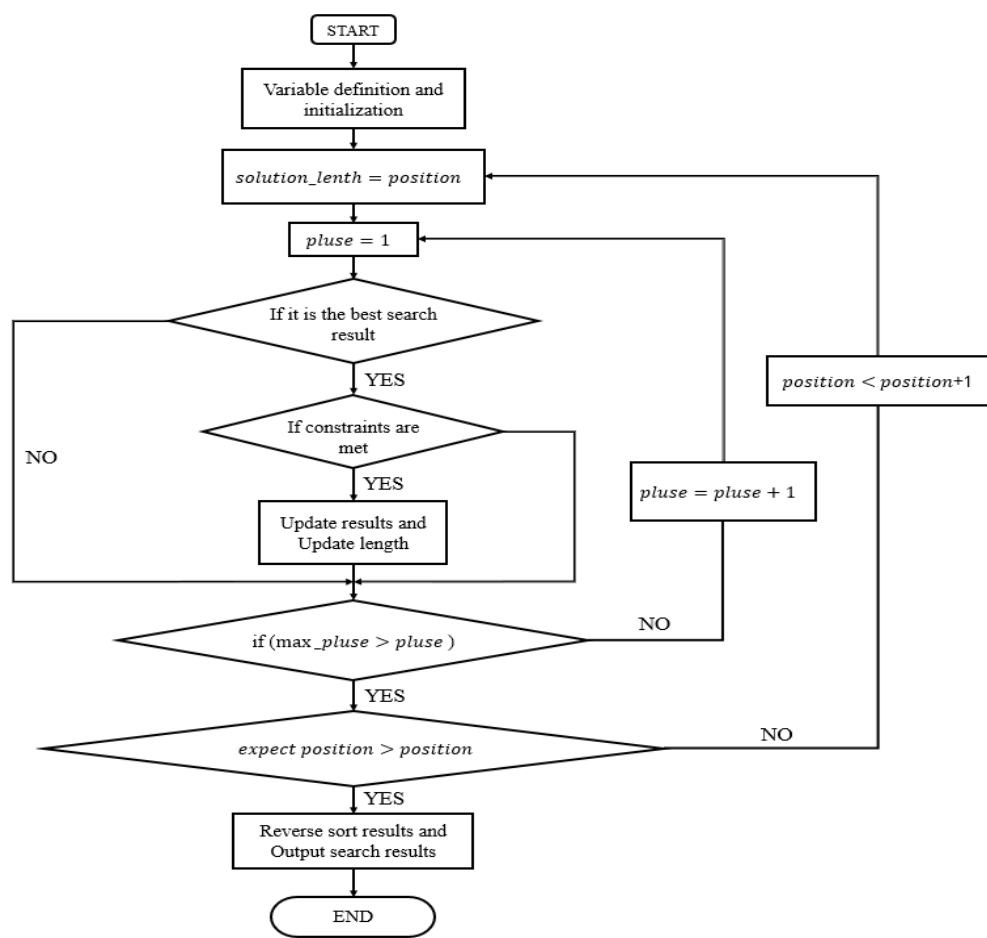 START
Variable definition and
initialization
solution_lenth = position
pluse = 1
If it is the best search
result
YES
If constraints are
met
NO
YES
Update results and
Update length
position < position+1
pluse = pluse + 1
if (max_pluse > pluse )
NO
YES
expect position > position
NO
YES
Reverse sort results and
Output search results
END